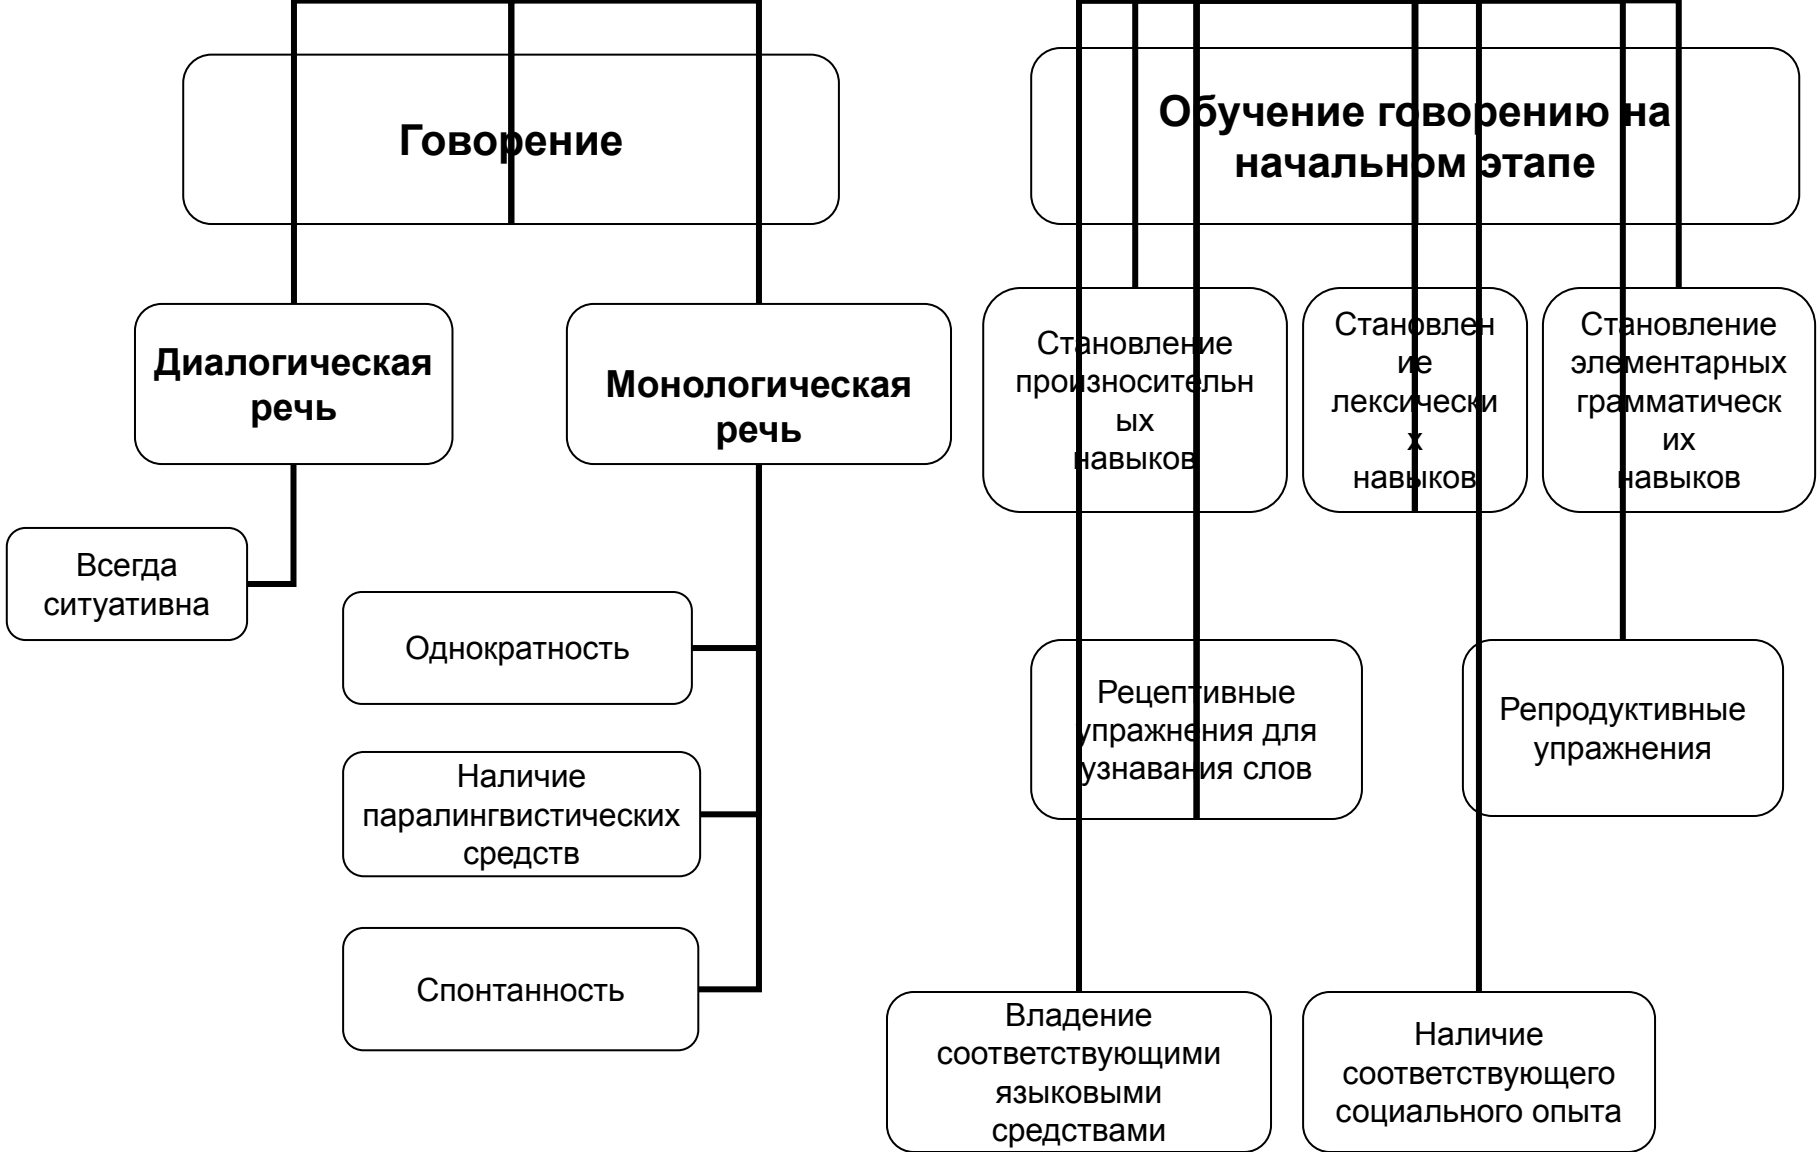 Говорение
Обучение говорению на
начальном этапе
Диалогическая
речь
Монологическая
речь
Становление
произносительн
ых
навыков
Становлен
ие
лексически
х
навыков
Становление
элементарных
грамматическ
их
навыков
Всегда
ситуативна
Однократность
Наличие
паралингвистических
средств
Спонтанность
Рецептивные
упражнения для
узнавания слов
Репродуктивные
упражнения
Владение
соответствующими
языковыми
средствами
Наличие
соответствующего
социального опыта